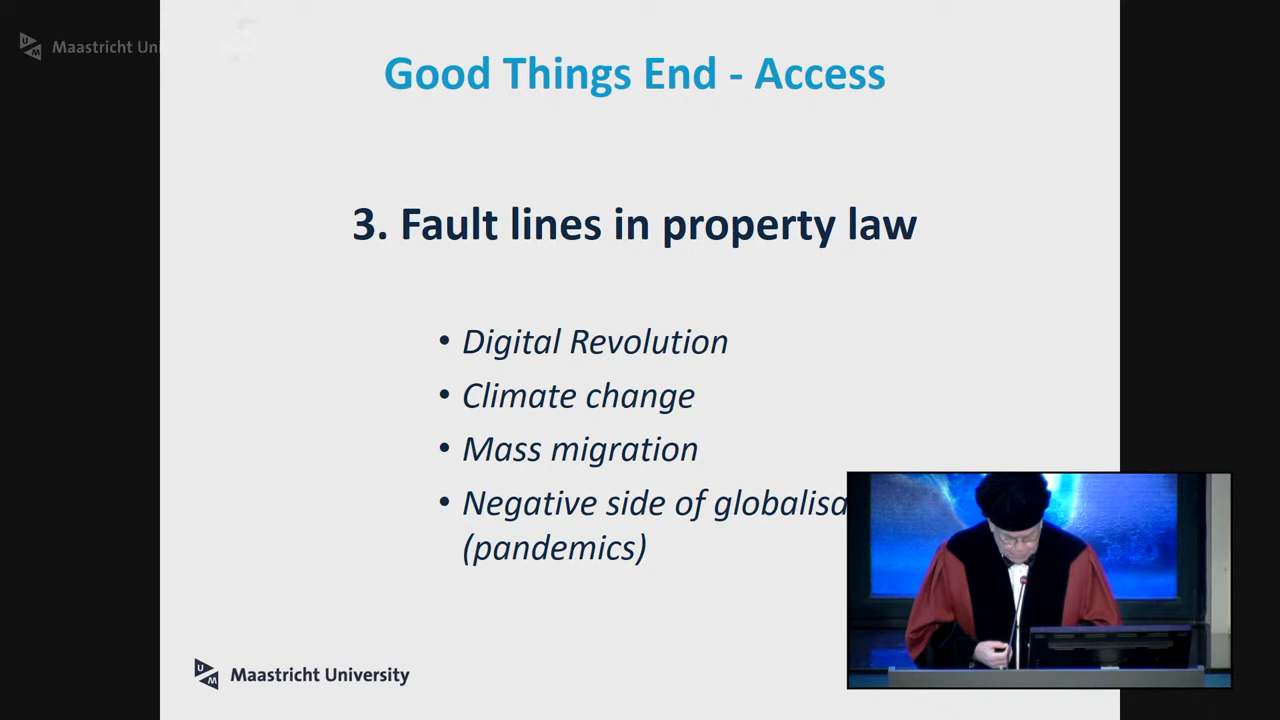 Maastricht Uni
Good Things End - Access
3. Fault lines in property law
• Digital Revolution
• Climate change
• Mass migration
• Negative side of globalisa
(pandemics)
UM Maastricht University